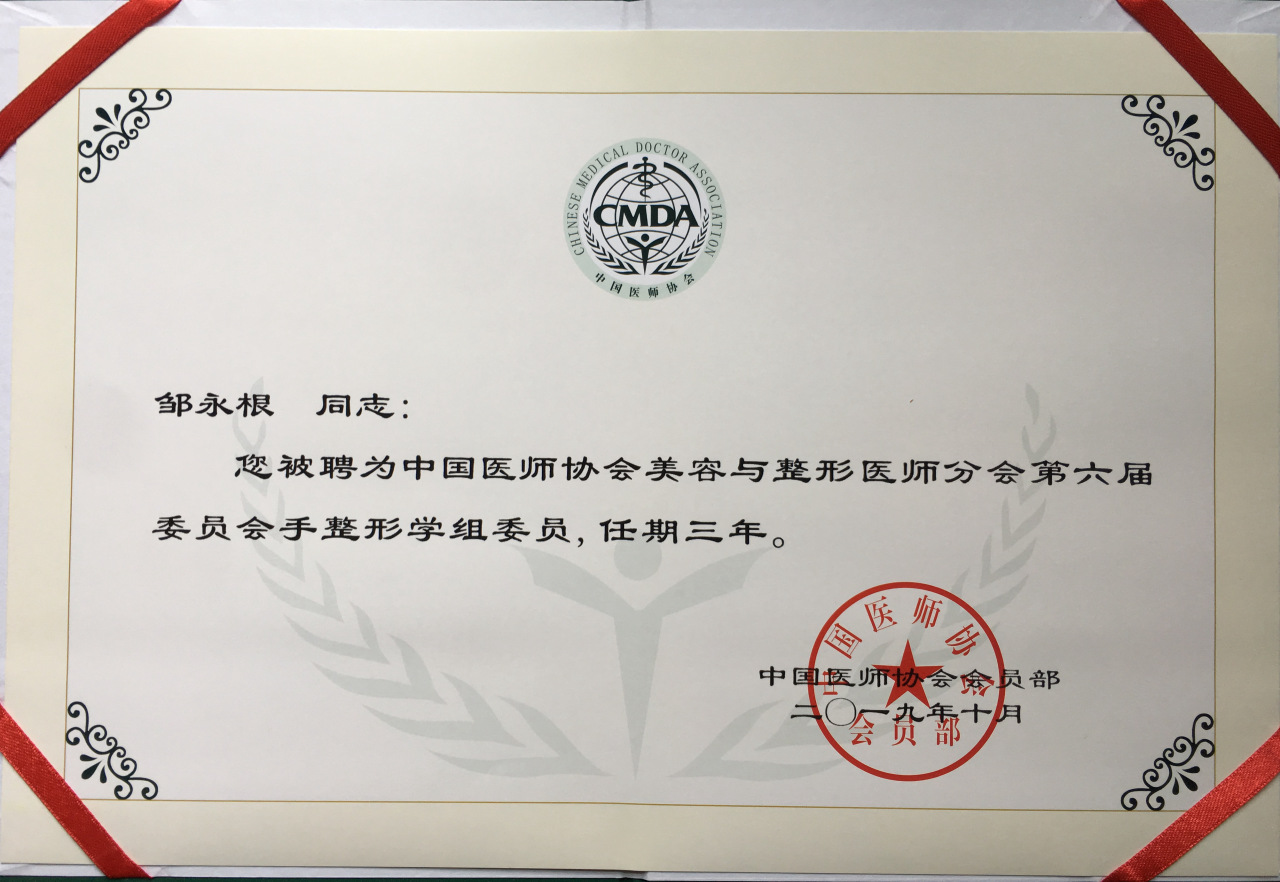 CHINESE MEDICAL DOCTOR ASSOCIATION
CMDA
中国医师协会
邹永根 同志：
您被聘为中国医师协会美容与整形医师分会第六届
委员会手整形学组委员，任期三年。
中国医师协会会员部
二〇一九年十月
中国医师协会
会员部